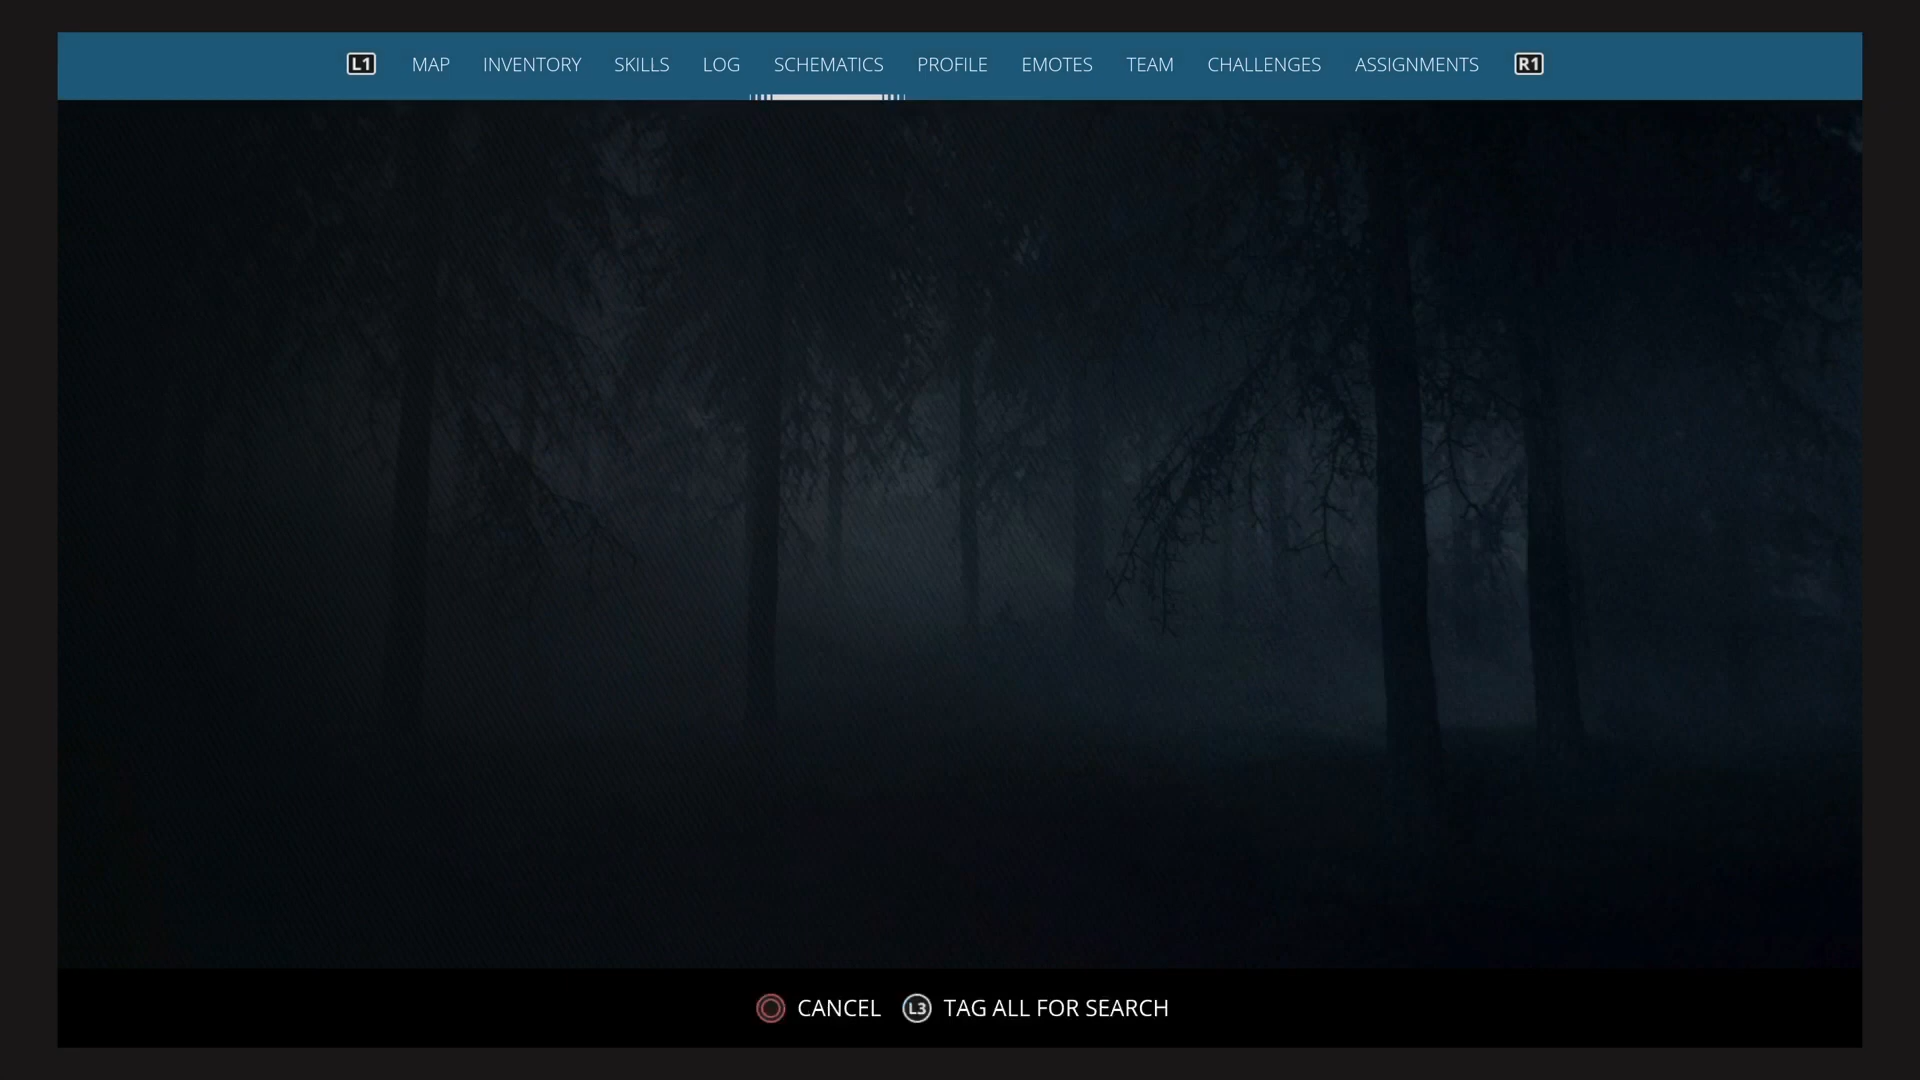 L1 MAP INVENTORY SKILLS LOG SCHEMATICS PROFILE EMOTES TEAM CHALLENGES ASSIGNMENTS R1
CANCEL L3 TAG ALL FOR SEARCH